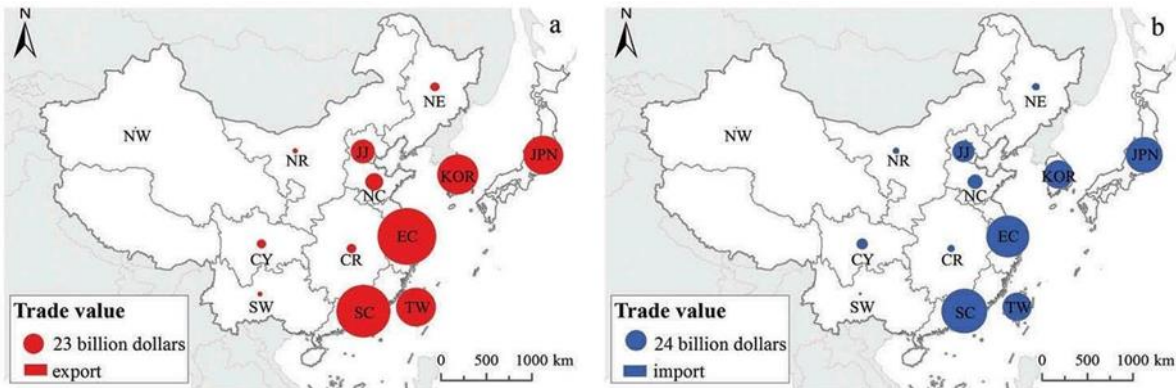 N
a
NE
NW
NR
JJ
JPN
KOR
NC
EC
CY
CR
SW
SC
TW
Trade value
23 billion dollars
export
0 500 1000 km
N
b
NE
NW
NR
JJ
JPN
KOR
NC
EC
CY
CR
SW
SC
TW
Trade value
24 billion dollars
import
0 500 1000 km